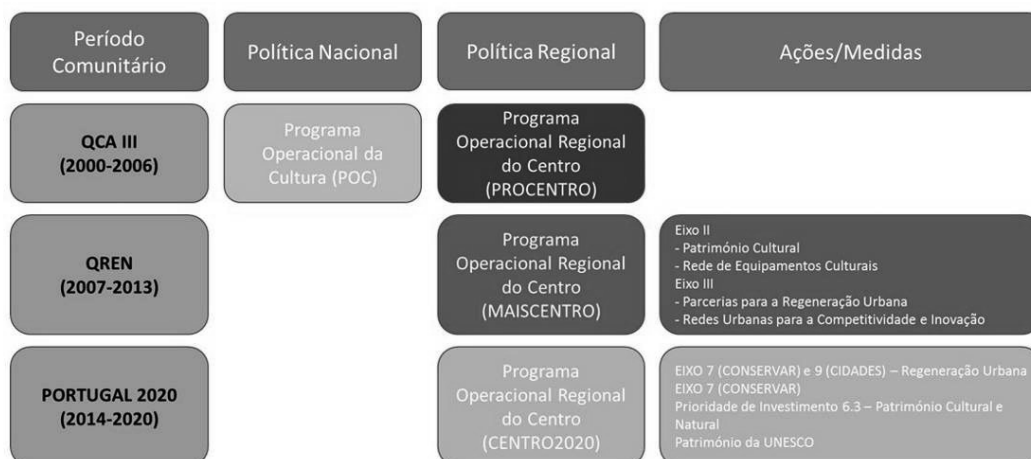 Período
Comunitário
Política Nacional
Política Regional
Ações/Medidas
QCA III
(2000-2006)
Programa
Operacional da
Cultura (POC)
Programa
Operacional Regional
do Centro
(PROCENTRO)
QREN
(2007-2013)
Programa
Operacional Regional
do Centro
(MAISCENTRO)
Eixo II
- Património Cultural
- Rede de Equipamentos Culturais
Eixo III
- Parcerias para a Regeneração Urbana
- Redes Urbanas para a Competitividade e Inovação
PORTUGAL 2020
(2014-2020)
Programa
Operacional Regional
do Centro
(CENTRO2020)
EIXO 7 (CONSERVAR) e 9 (CIDADES) – Regeneração Urbana
EIXO 7 (CONSERVAR)
Prioridade de Investimento 6.3 – Património Cultural e
Natural
Património da UNESCO